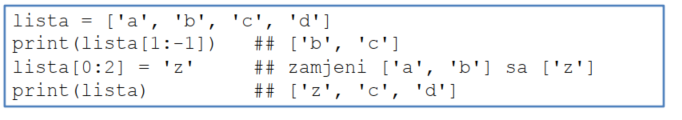 lista = ['a', 'b', 'c', 'd']
print(lista[1:-1])   ## ['b', 'c']
lista[0:2] = 'z'     ## zamjeni ['a', 'b'] sa ['z']
print(lista)         ## ['z', 'c', 'd']